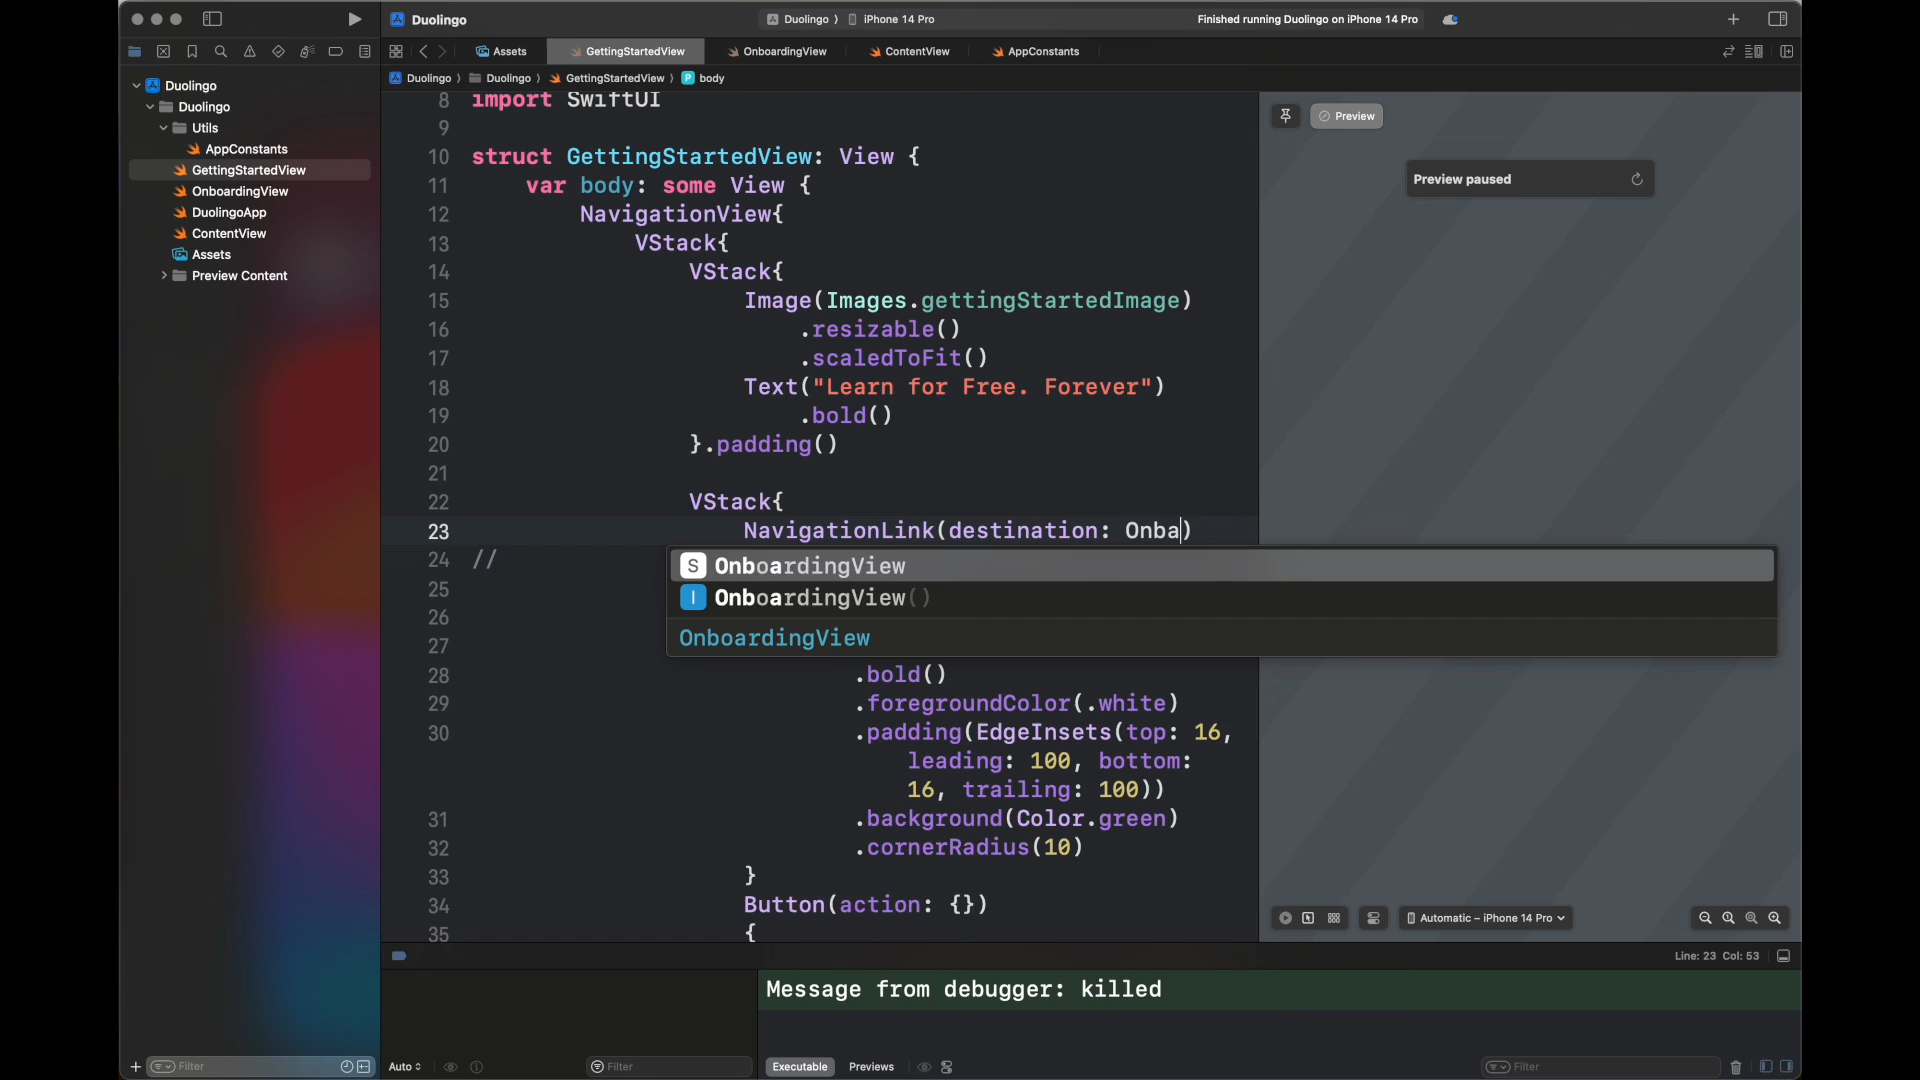 Duolingo
Duolingo
iPhone 14 Pro
Finished running Duolingo on iPhone 14 Pro
Assets
GettingStartedView
OnboardingView
ContentView
AppConstants
Duolingo
Duolingo
GettingStartedView
P body
Duolingo
Duolingo
Utils
AppConstants
GettingStartedView
OnboardingView
DuolingoApp
ContentView
Assets
Preview Content
8 import SwiftUI
9
10 struct GettingStartedView: View {
11 var body: some View {
12 NavigationView{
13 VStack{
14 VStack{
15 Image(Images.gettingStartedImage)
16 .resizable()
17 .scaledToFit()
18 Text("Learn for Free. Forever")
19 .bold()
20 }.padding()
21
22 VStack{
23 NavigationLink(destination: Onba)
24 //
25
26
27
S OnboardingView
I OnboardingView()
OnboardingView
28 .bold()
29 .foregroundColor(.white)
30 .padding(EdgeInsets(top: 16,
leading: 100, bottom:
16, trailing: 100))
31 .background(Color.green)
32 .cornerRadius(10)
33 }
34 Button(action: {})
35 {
Preview
Preview paused
Automatic – iPhone 14 Pro
Line: 23 Col: 53
Message from debugger: killed
Filter
Auto
Filter
Executable
Previews
Filter